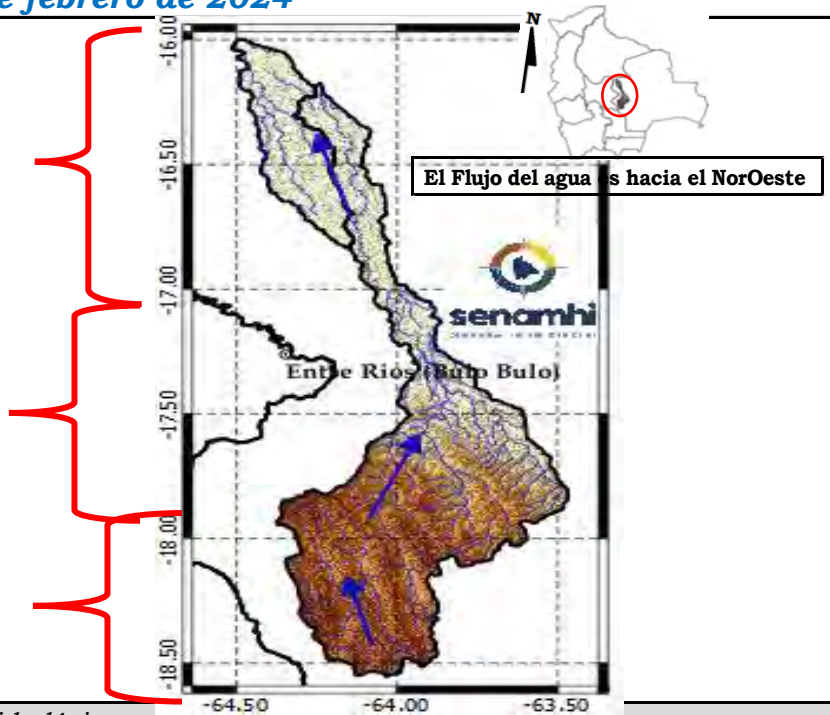 e febrero de 2024
N
El Flujo del agua es hacia el NorOeste
senamhi
Entre Rios (Bulo Bulo)
-16.00
-16.50
-17.00
-17.50
-18.00
-18.50
-64.50 -64.00 -63.50